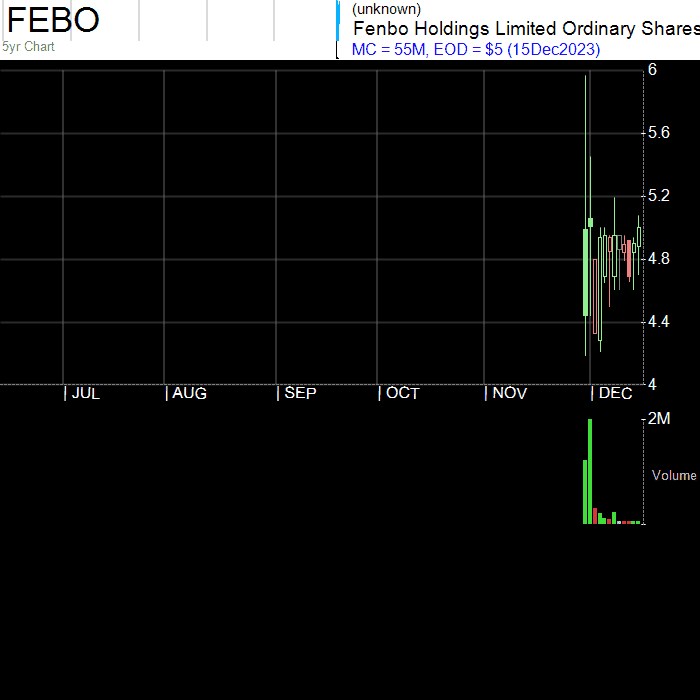 FEBO
5yr Chart
(unknown)
Fenbo Holdings Limited Ordinary Shares
MC = 55M, EOD = $5 (15Dec2023)
6
5.6
5.2
4.8
4.4
4
| JUL | AUG | SEP | OCT | NOV | DEC
2M
Volume